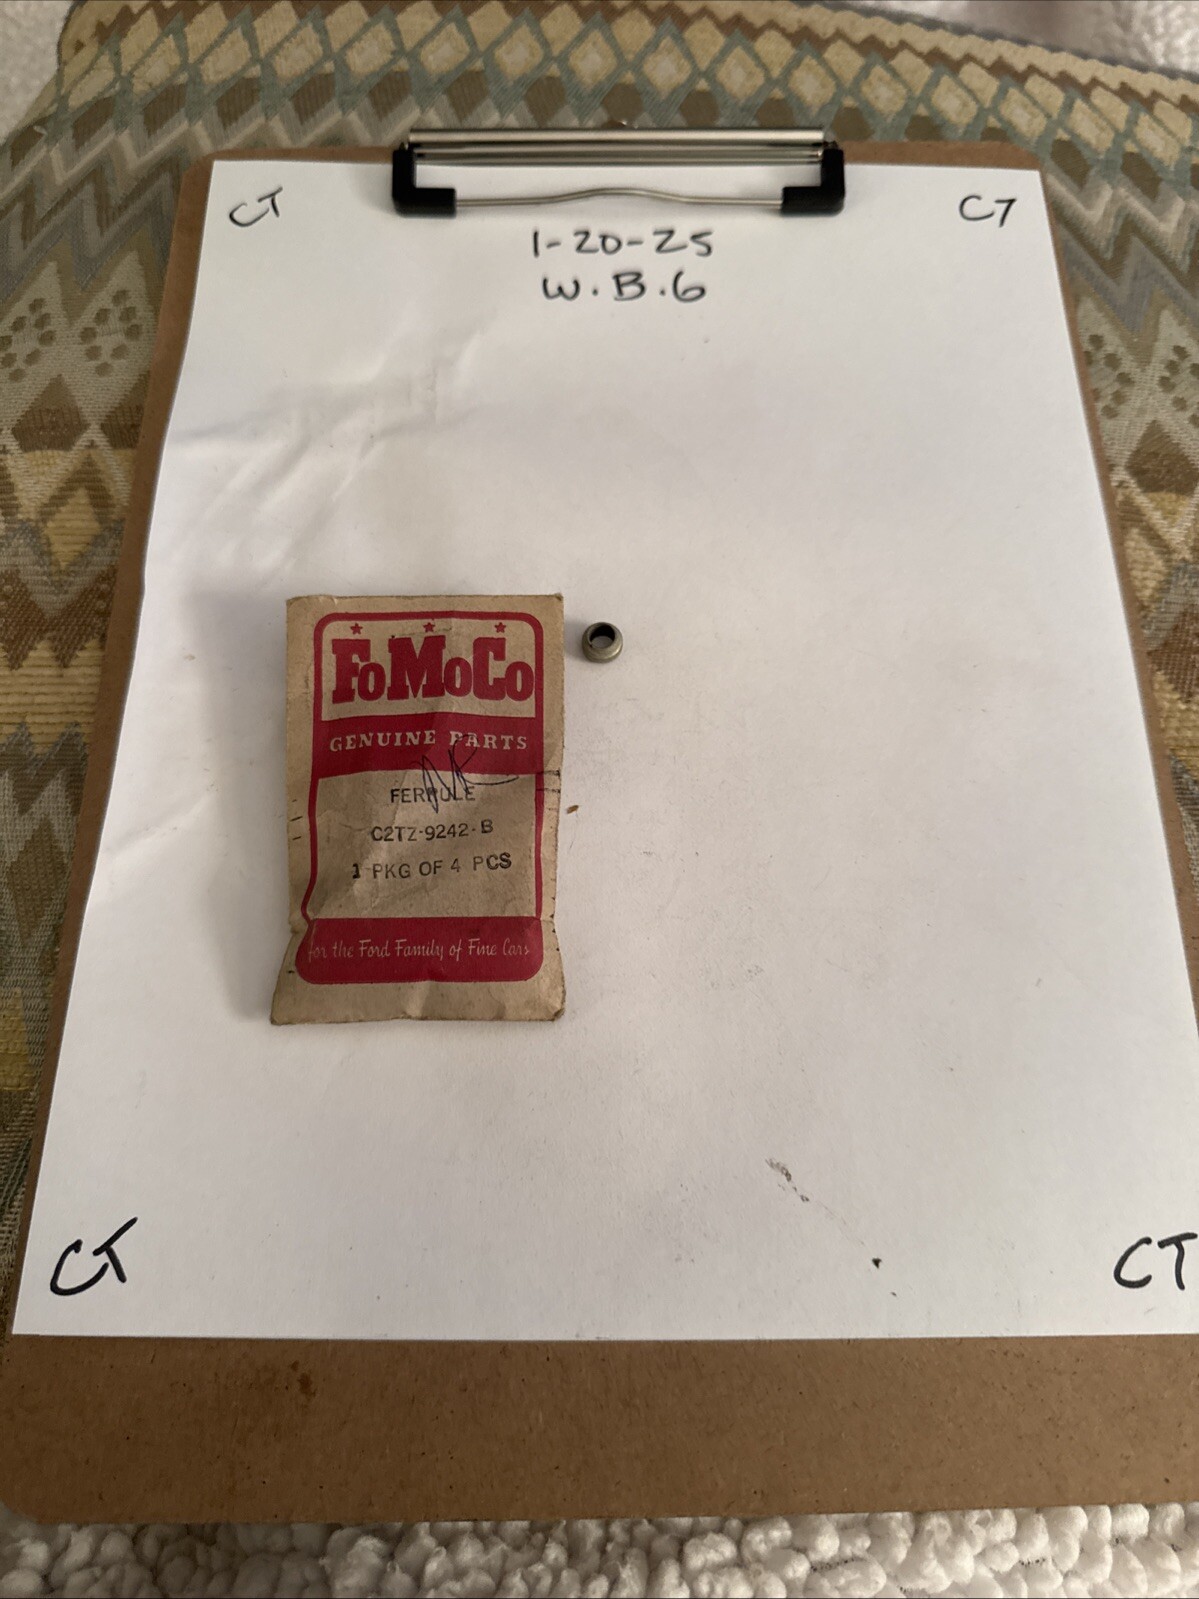 CT
CT
1-20-25
W.B.6
FoMoCo
GENUINE PARTS
FERRULE
C2TZ-9242-B
1 PKG OF 4 PCS
for the Ford Family of Fine Cars
CT
CT